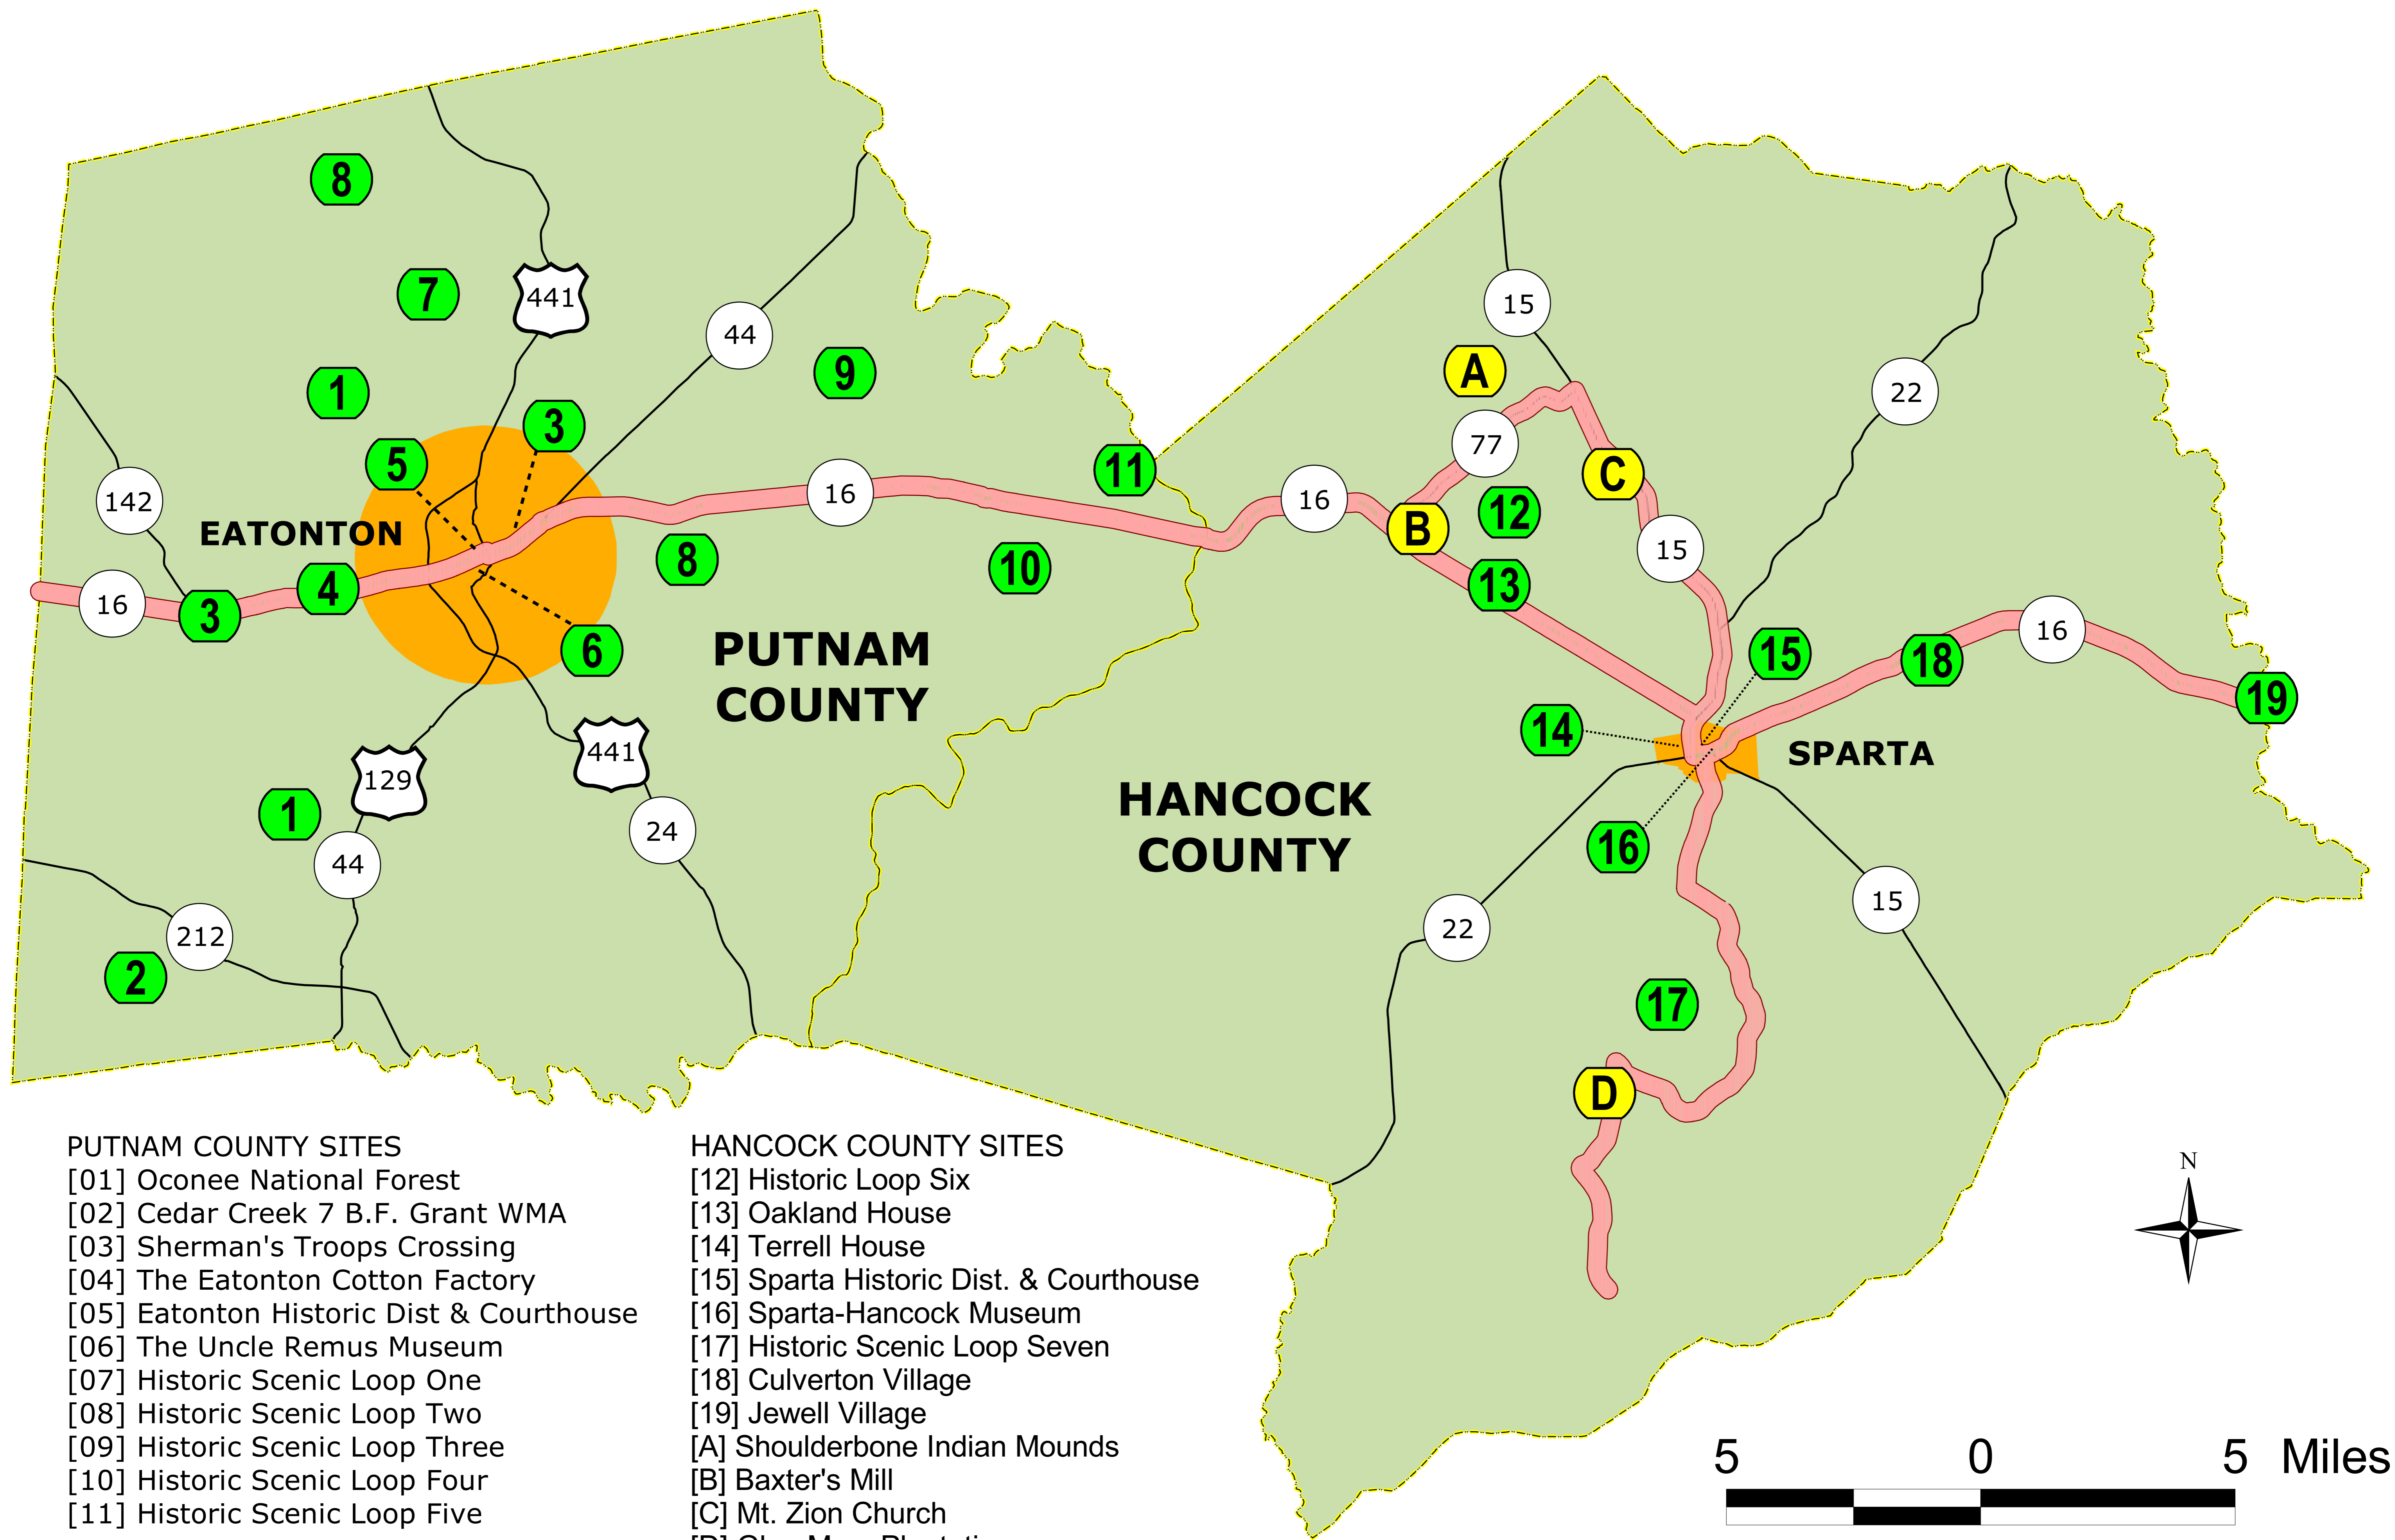 8
7
441
44
1
9
3
5
142
EATONTON
16
3
4
16
8
10
11
6
PUTNAM
COUNTY
129
441
1
44
24
212
2
15
A
77
22
16
C
12
B
15
13
15
18
16
19
14
SPARTA
HANCOCK
COUNTY
16
22
15
17
D
PUTNAM COUNTY SITES
[01] Oconee National Forest
[02] Cedar Creek 7 B.F. Grant WMA
[03] Sherman's Troops Crossing
[04] The Eatonton Cotton Factory
[05] Eatonton Historic Dist & Courthouse
[06] The Uncle Remus Museum
[07] Historic Scenic Loop One
[08] Historic Scenic Loop Two
[09] Historic Scenic Loop Three
[10] Historic Scenic Loop Four
[11] Historic Scenic Loop Five
HANCOCK COUNTY SITES
[12] Historic Loop Six
[13] Oakland House
[14] Terrell House
[15] Sparta Historic Dist. & Courthouse
[16] Sparta-Hancock Museum
[17] Historic Scenic Loop Seven
[18] Culverton Village
[19] Jewell Village
[A] Shoulderbone Indian Mounds
[B] Baxter's Mill
[C] Mt. Zion Church
N
5 0 5 Miles